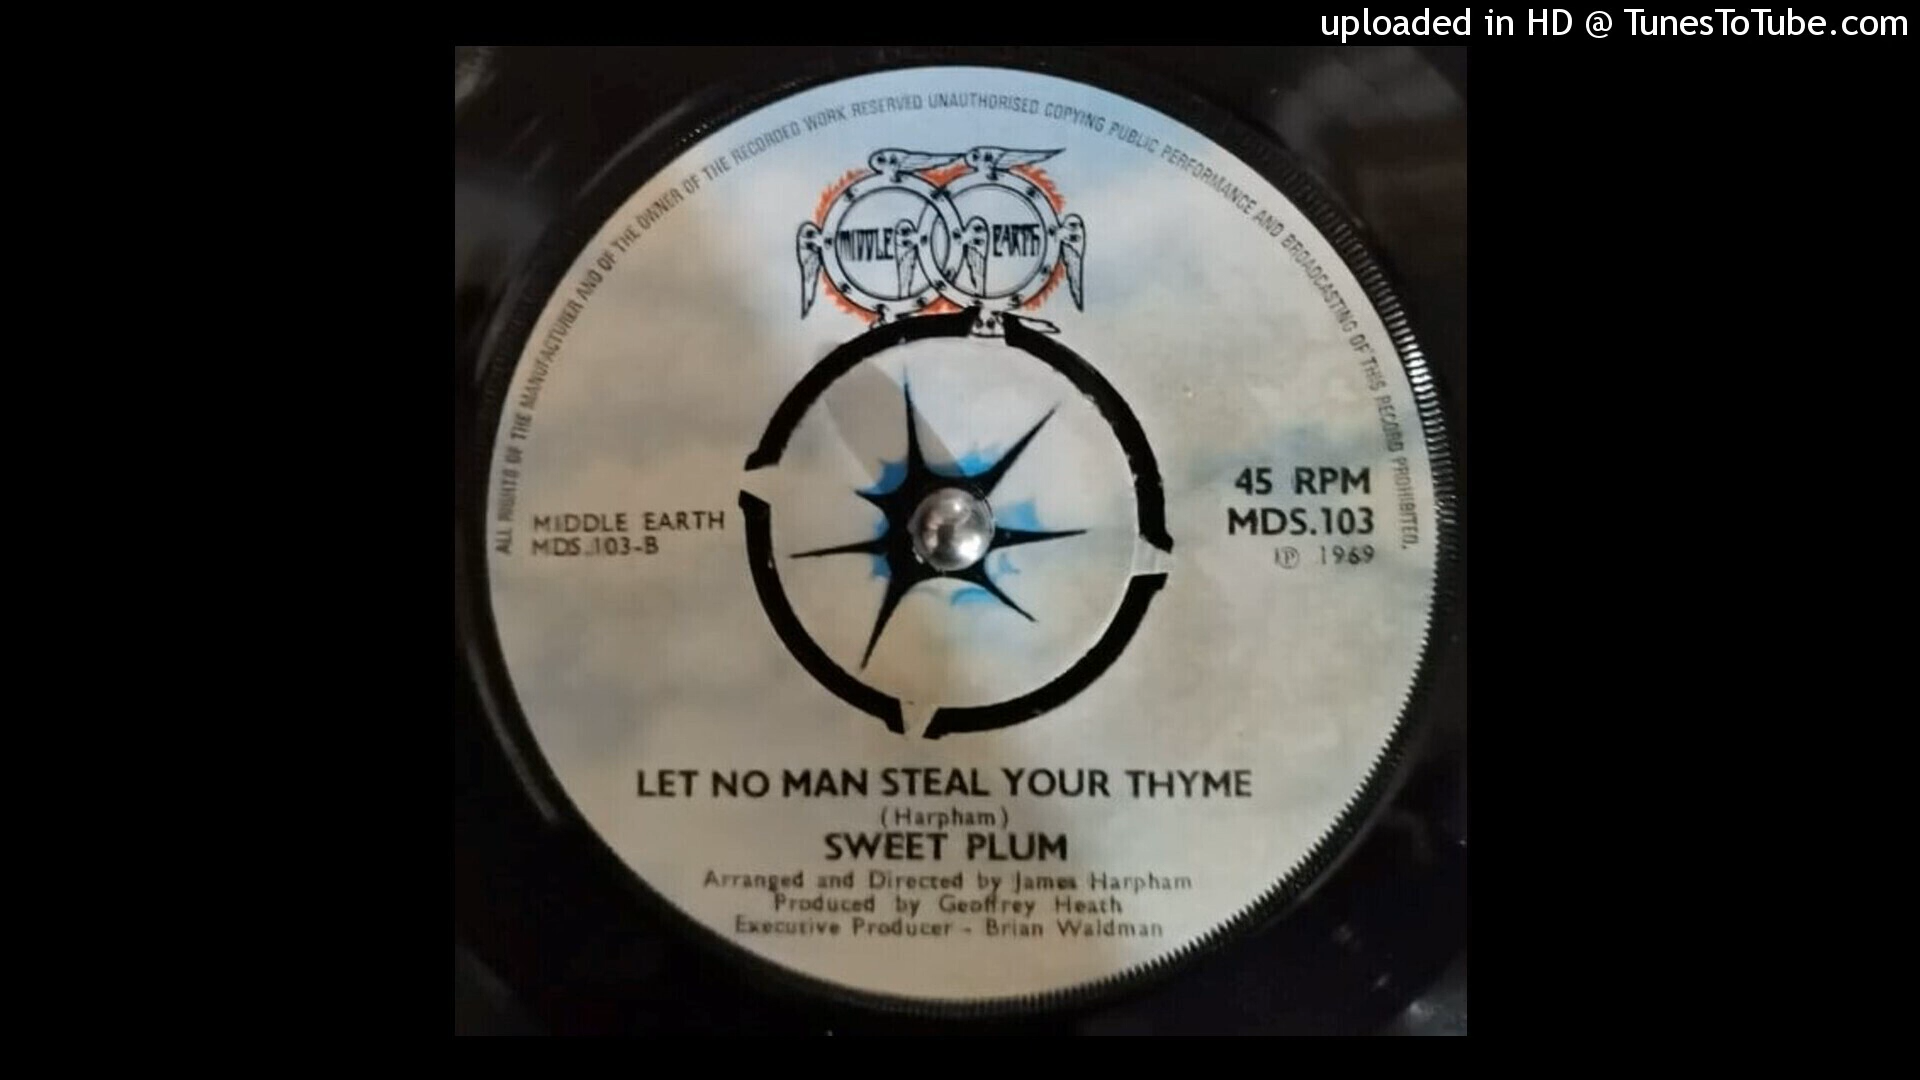 uploaded in HD @ TunesToTube.com
ALL RIGHTS OF THE MANUFACTURER AND OF THE OWNER OF THE RECORDED WORK RESERVED UNAUTHORISED COPYING PUBLIC PERFORMANCE AND BROADCASTING OF THIS RECORD PROHIBITED.
MIDDLE EARTH
MIDDLE EARTH
MDS.103-B
45 RPM
MDS.103
Ⓟ 1969
LET NO MAN STEAL YOUR THYME
(Harpham)
SWEET PLUM
Arranged and Directed by James Harpham
Produced by Geoffrey Heath
Executive Producer - Brian Waldman